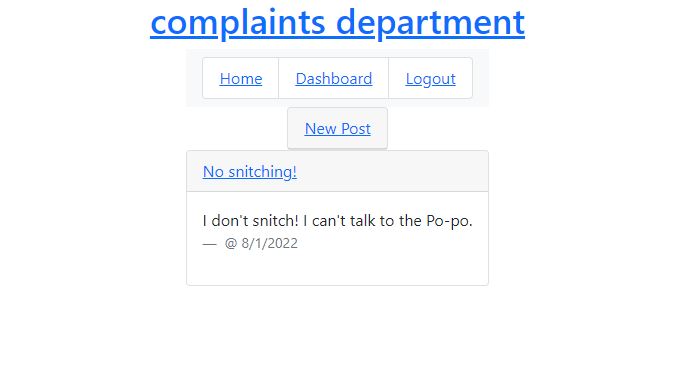 complaints department
Home Dashboard Logout
New Post
No snitching!
I don't snitch! I can't talk to the Po-po.
— @ 8/1/2022